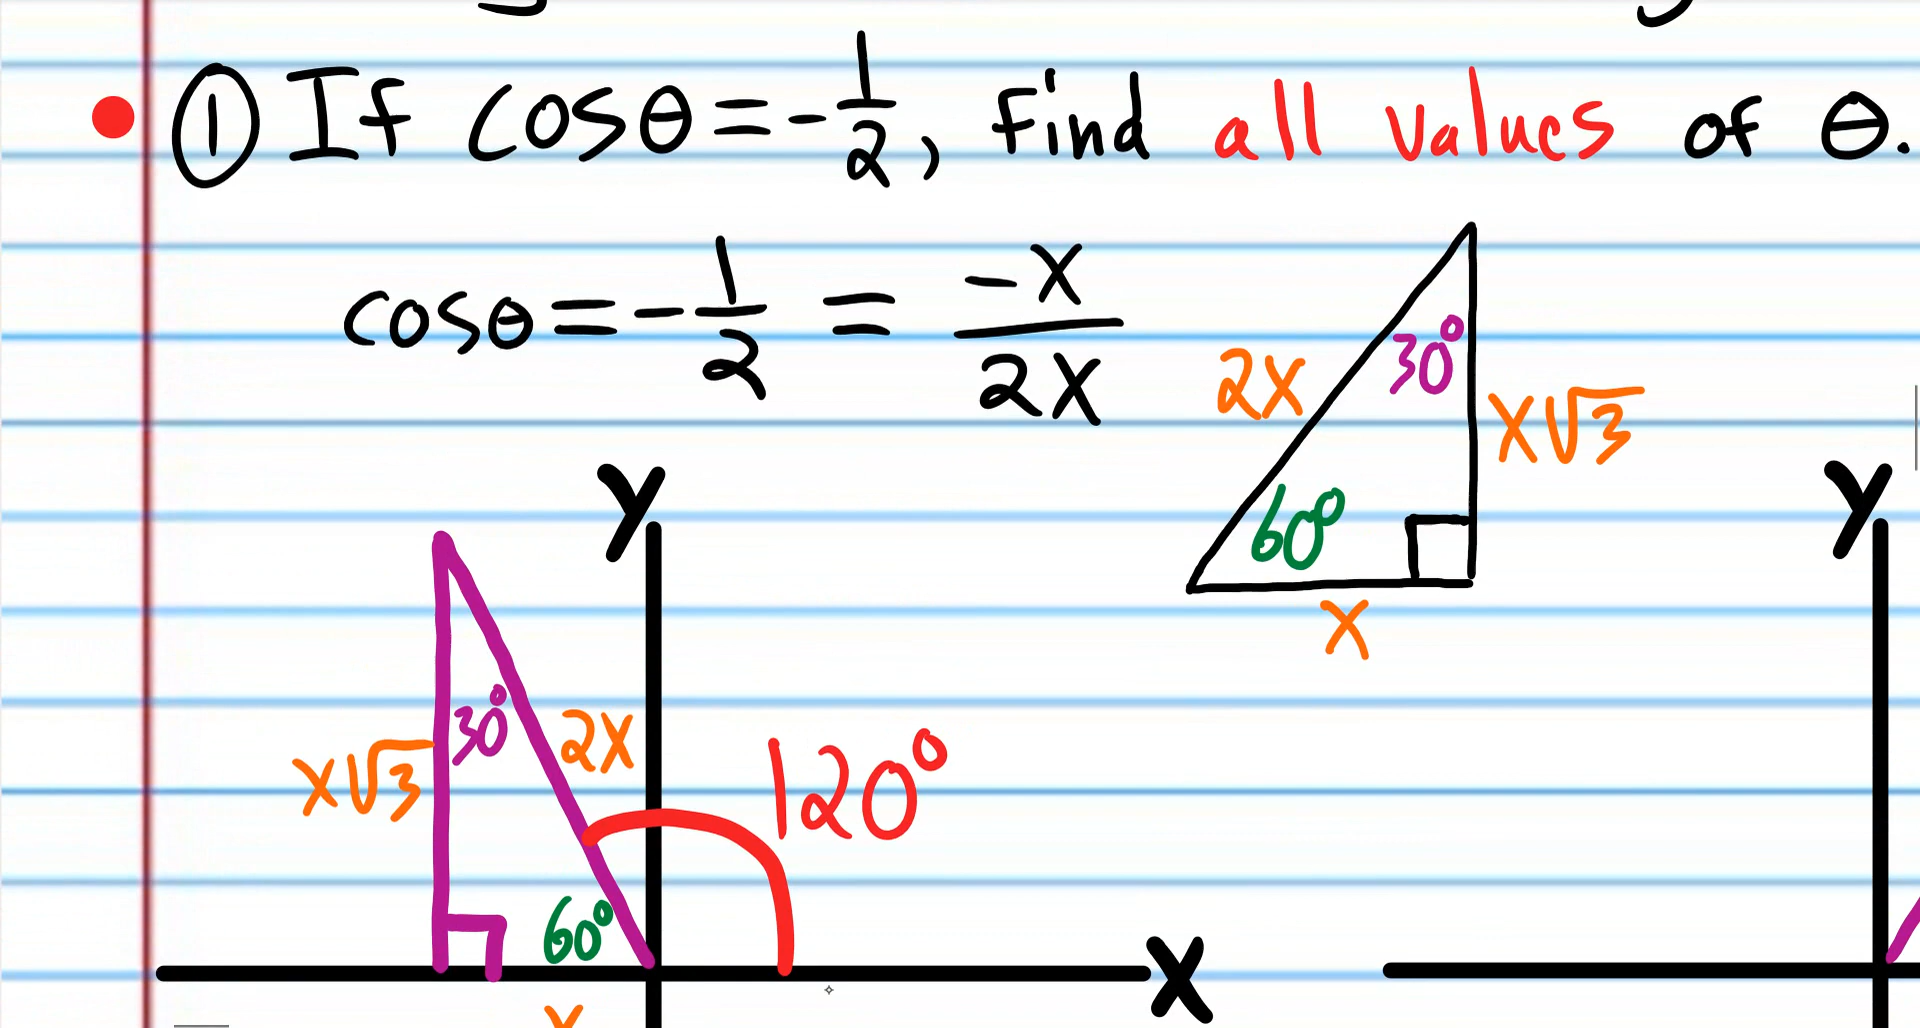 ① If cosθ = -1/2, find all values of θ.
cosθ = -1/2 = -x/2x
2x 30° x√3
60°
x
y y
30° 2x
x√3 120°
60°
x
x